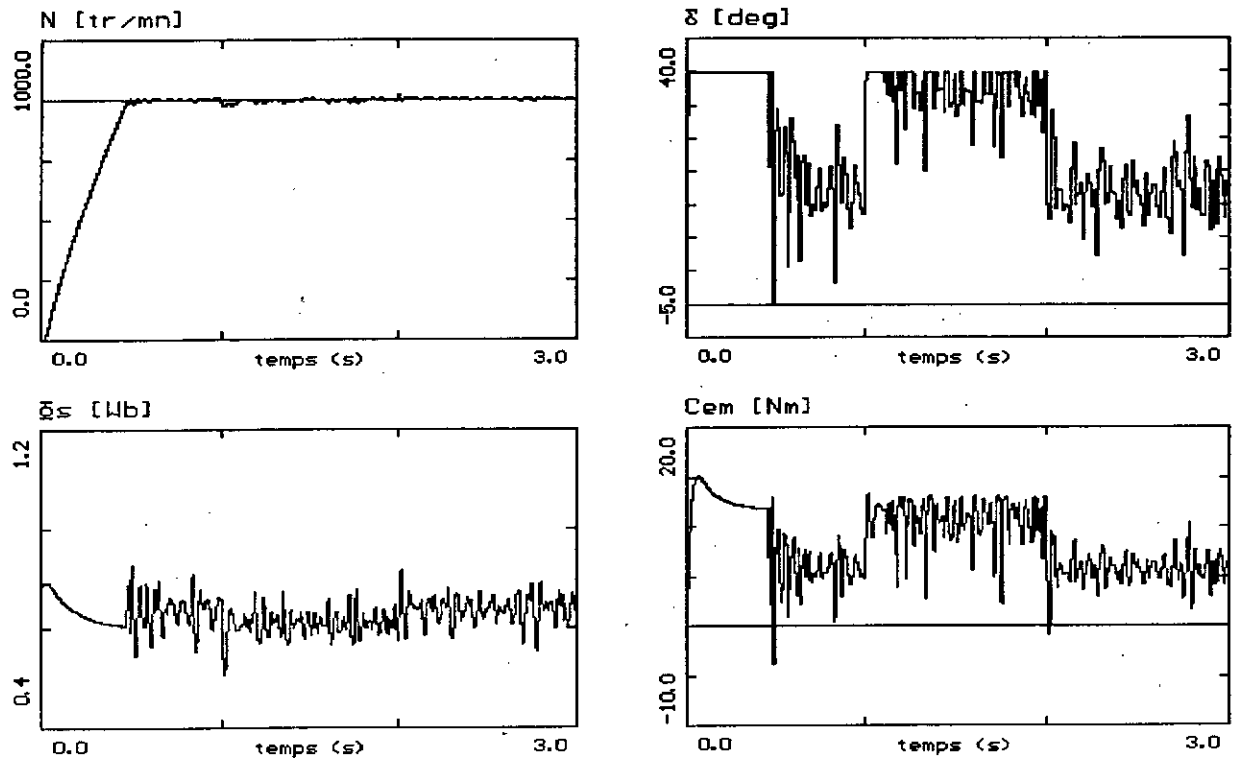 N [tr/mn]
1000.0
0.0
0.0 temps (s) 3.0
δ [deg]
40.0
-5.0
0.0 temps (s) 3.0
Φs [Wb]
1.2
0.4
0.0 temps (s) 3.0
Cem [Nm]
20.0
-10.0
0.0 temps (s) 3.0